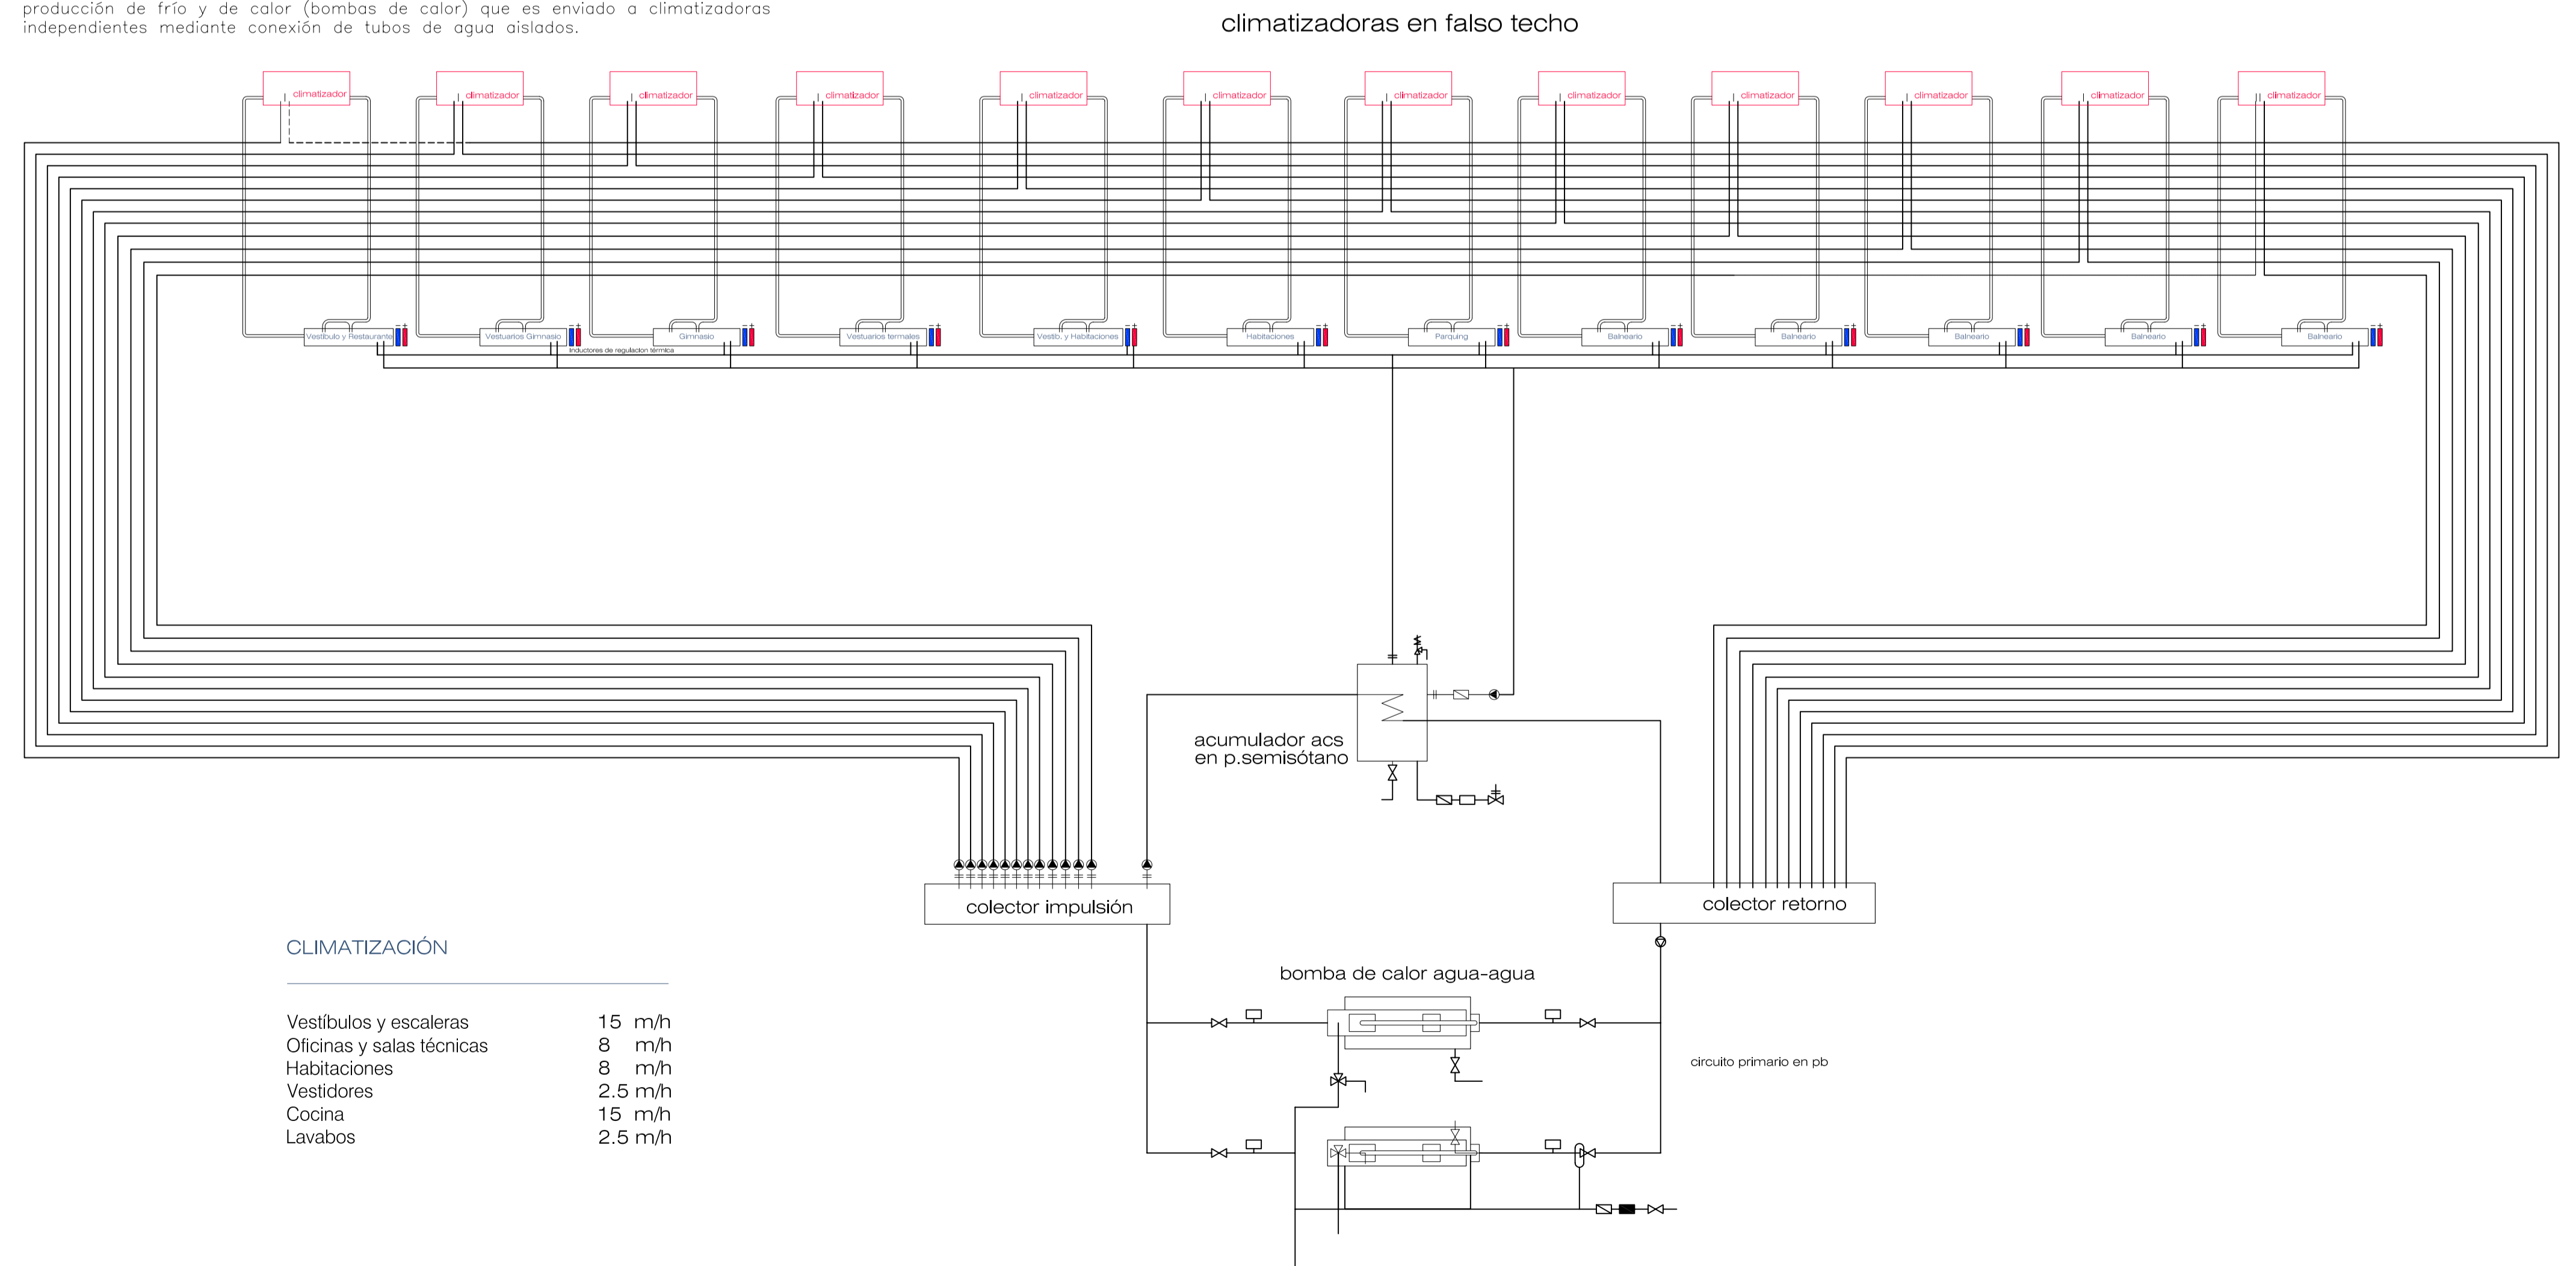 producción de frío y de calor (bombas de calor) que es enviado a climatizadoras
independientes mediante conexión de tubos de agua aislados.
climatizadoras en falso techo
climatizador
climatizador
climatizador
climatizador
climatizador
climatizador
climatizador
climatizador
climatizador
climatizador
climatizador
climatizador
Vestíbulo y Restaurante
Vestuarios Gimnasio
Gimnasio
Vestuarios termales
Vestib. y Habitaciones
Habitaciones
Parquing
Balneario
Balneario
Balneario
Balneario
Balneario
Inductores de regulacion térmica
acumulador acs
en p.semisótano
colector impulsión
colector retorno
bomba de calor agua-agua
circuito primario en pb
CLIMATIZACIÓN
Vestíbulos y escaleras 15 m/h
Oficinas y salas técnicas 8 m/h
Habitaciones 8 m/h
Vestidores 2.5 m/h
Cocina 15 m/h
Lavabos 2.5 m/h